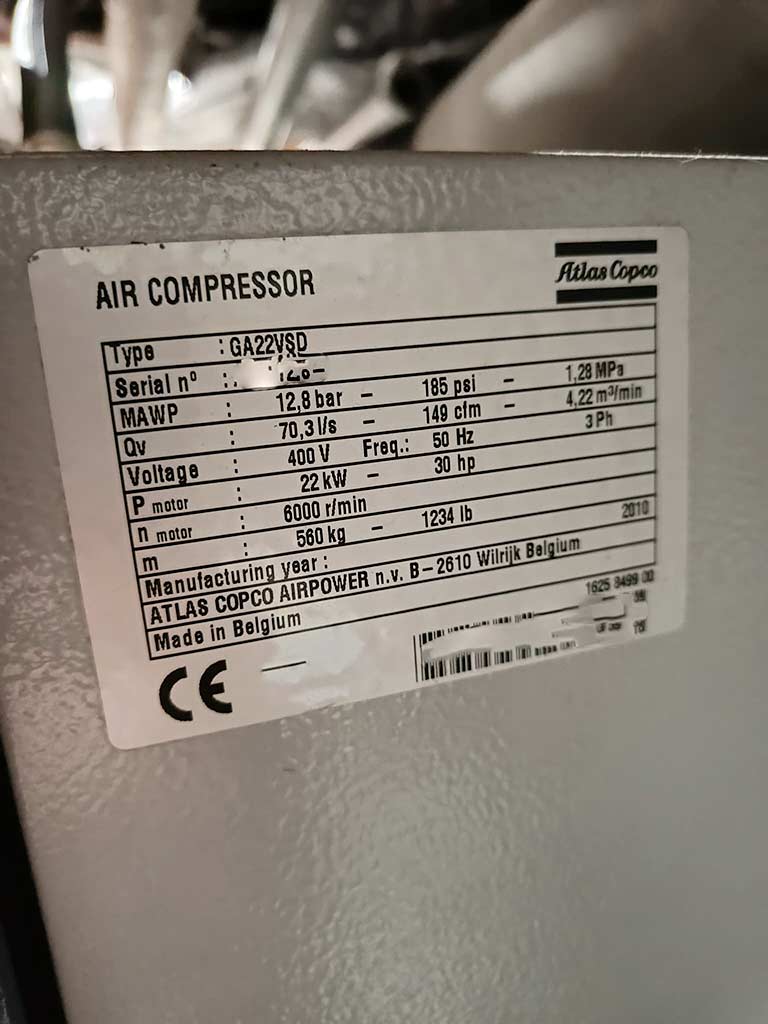 AIR COMPRESSOR
Atlas Copco
Type : GA22VSD
Serial nº :
MAWP : 12,8 bar – 185 psi – 1,28 MPa
Qv : 70,3 l/s – 149 cfm – 4,22 m³/min
Voltage : 400 V Freq.: 50 Hz 3 Ph
P motor : 22 kW – 30 hp
n motor : 6000 r/min
m : 560 kg – 1234 lb
Manufacturing year : 2010
ATLAS COPCO AIRPOWER n.v. B–2610 Wilrijk Belgium
Made in Belgium
1625 8499 00
CE